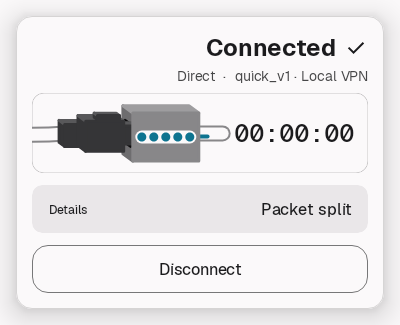 Connected
Direct · quick_v1 · Local VPN
00:00:00
Details Packet split
Disconnect